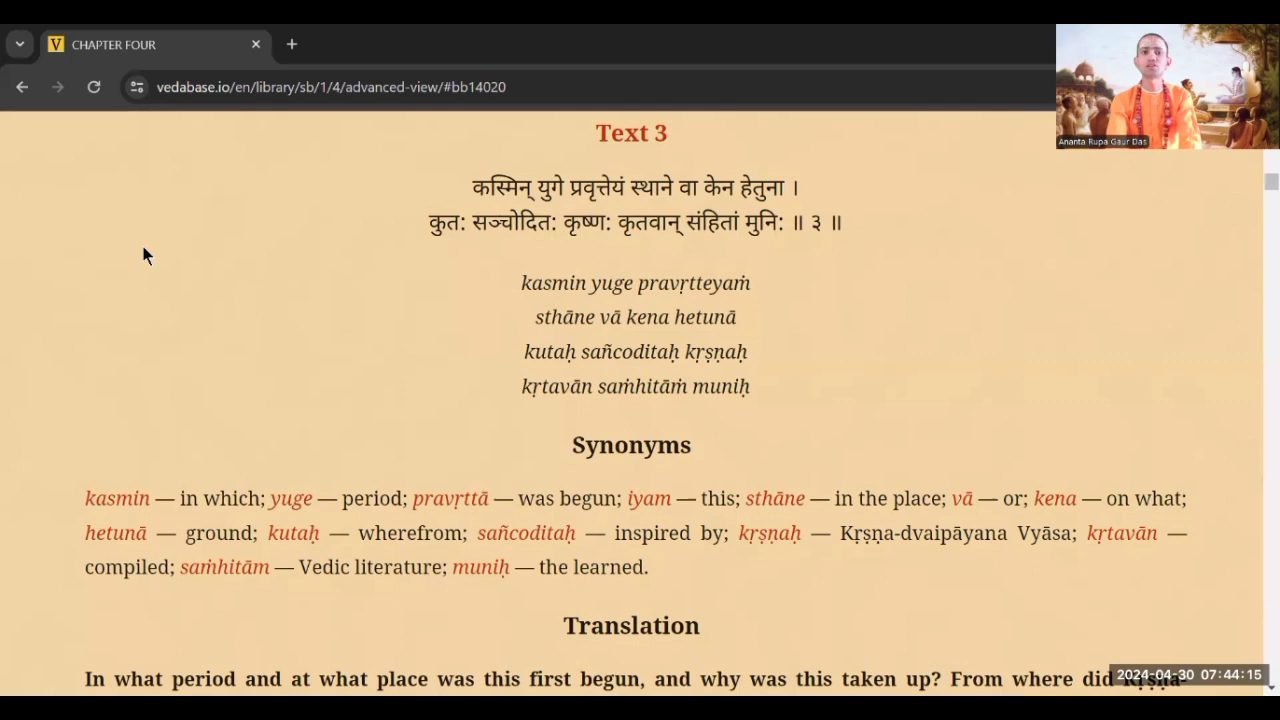 CHAPTER FOUR
vedabase.io/en/library/sb/1/4/advanced-view/#bb14020
Ananta Rupa Gaur Das
Text 3
कस्मिन् युगे प्रवृत्तेयं स्थाने वा केन हेतुना ।
कुत: सञ्चोदित: कृष्ण: कृतवान् संहितां मुनि: ॥ ३ ॥
kasmin yuge pravṛtteyaṁ
sthāne vā kena hetunā
kutaḥ sañcoditaḥ kṛṣṇaḥ
kṛtavān saṁhitāṁ muniḥ
Synonyms
kasmin — in which; yuge — period; pravṛttā — was begun; iyam — this; sthāne — in the place; vā — or; kena — on what;
hetunā — ground; kutaḥ — wherefrom; sañcoditaḥ — inspired by; kṛṣṇaḥ — Kṛṣṇa-dvaipāyana Vyāsa; kṛtavān —
compiled; saṁhitām — Vedic literature; muniḥ — the learned.
Translation
In what period and at what place was this first begun, and why was this taken up? From where did
2024-04-30 07:44:15